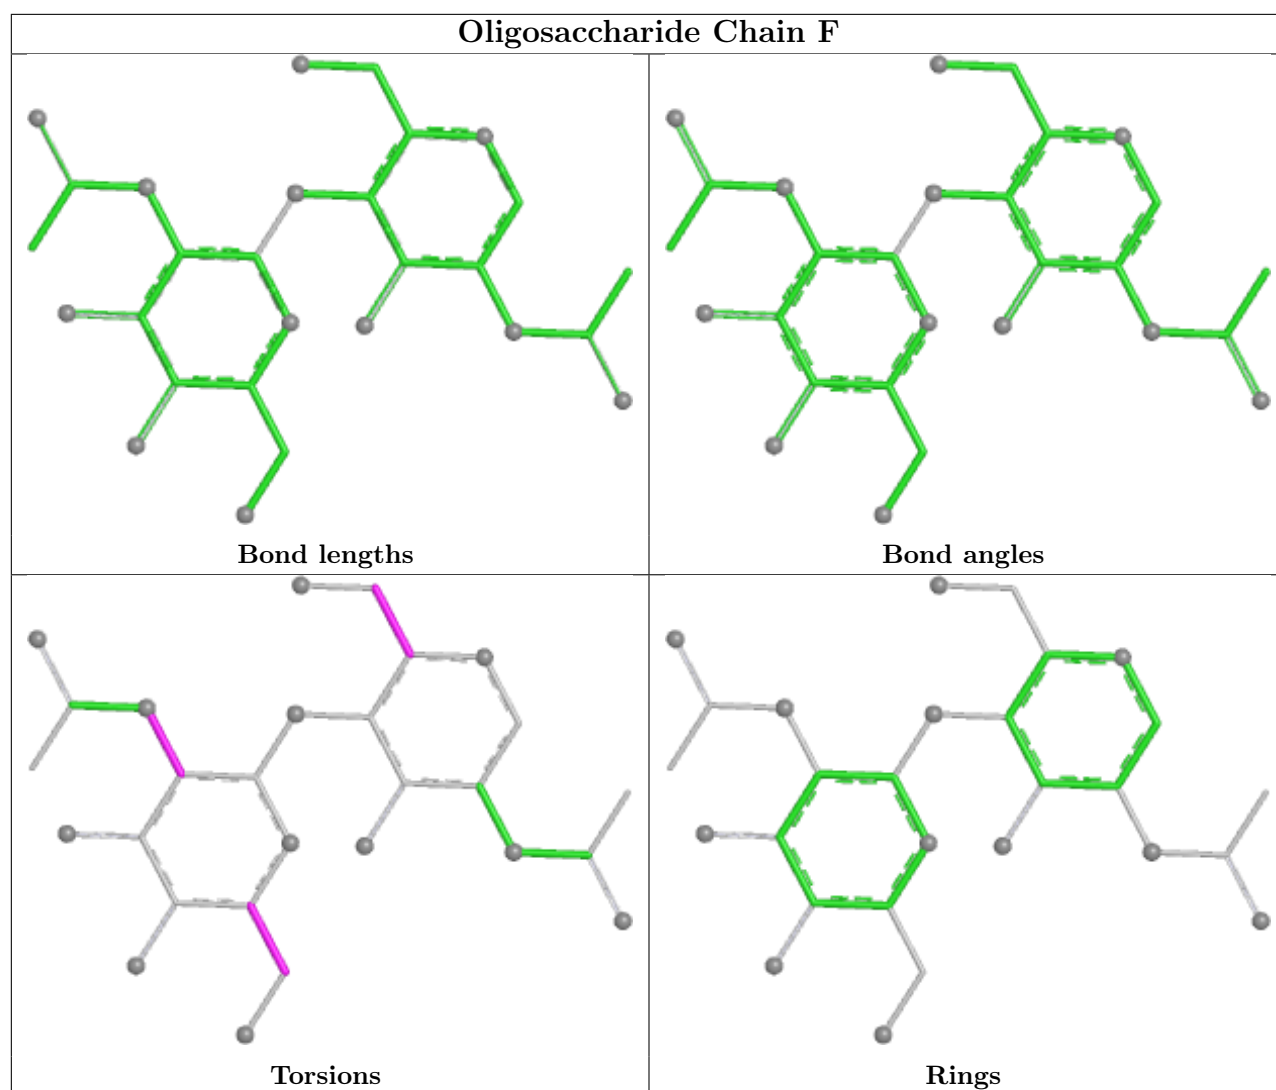 Oligosaccharide Chain F
Bond lengths
Bond angles
Torsions
Rings